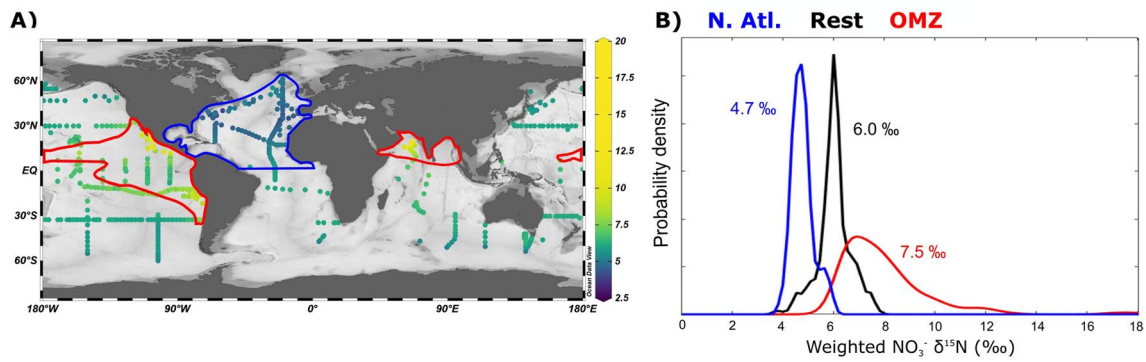 A)
60°N
30°N
EQ
30°S
60°S
180°W
90°W
0°
90°E
180°E
20
17.5
15
12.5
10
7.5
5
2.5
Ocean Data View
B) N. Atl. Rest OMZ
4.7 ‰
6.0 ‰
7.5 ‰
Probability density
0 2 4 6 8 10 12 14 16 18
Weighted NO₃⁻ δ¹⁵N (‰)